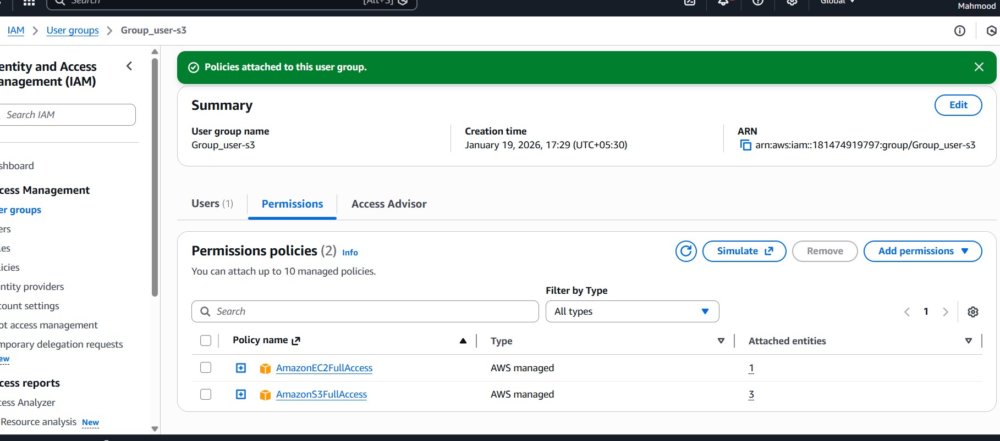 Search [Alt+S] Global
Mahmood
IAM User groups Group_user-s3
entity and Access
anagement (IAM)
Search IAM
shboard
cess Management
er groups
ers
les
icies
ntity providers
count settings
ot access management
mporary delegation requests
ew
cess reports
cess Analyzer
Resource analysis New
Policies attached to this user group.
Summary
Edit
User group name
Group_user-s3
Creation time
January 19, 2026, 17:29 (UTC+05:30)
ARN
arn:aws:iam::181474919797:group/Group_user-s3
Users (1) Permissions Access Advisor
Permissions policies (2) Info
Simulate Remove Add permissions
You can attach up to 10 managed policies.
Filter by Type
Search All types 1
Policy name Type Attached entities
AmazonEC2FullAccess AWS managed 1
AmazonS3FullAccess AWS managed 3